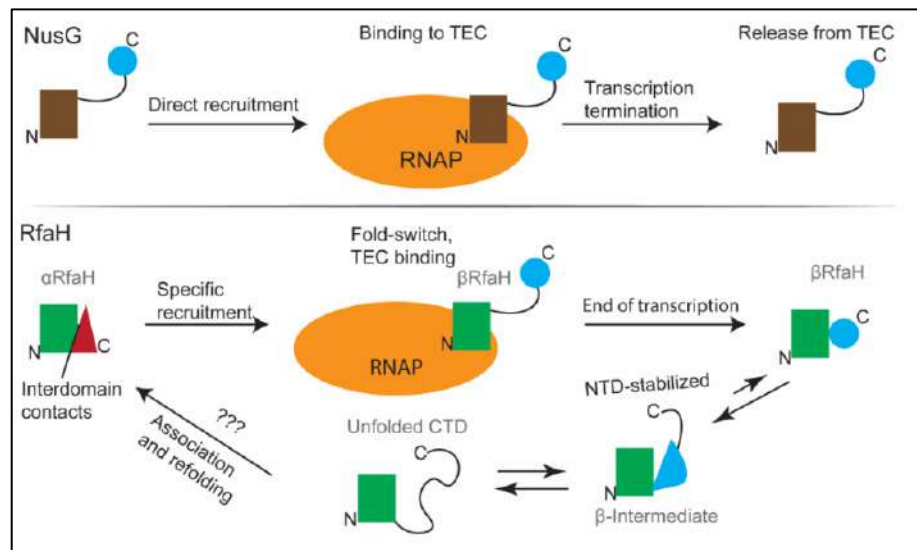 NusG
C
N
Direct recruitment
Binding to TEC
C
N
RNAP
Transcription
termination
Release from TEC
C
N
RfaH
αRfaH
N
C
Interdomain
contacts
Specific
recruitment
Fold-switch,
TEC binding
βRfaH
C
N
RNAP
End of transcription
βRfaH
C
N
NTD-stabilized
C
N
β-Intermediate
Unfolded CTD
C
N
???
Association
and refolding